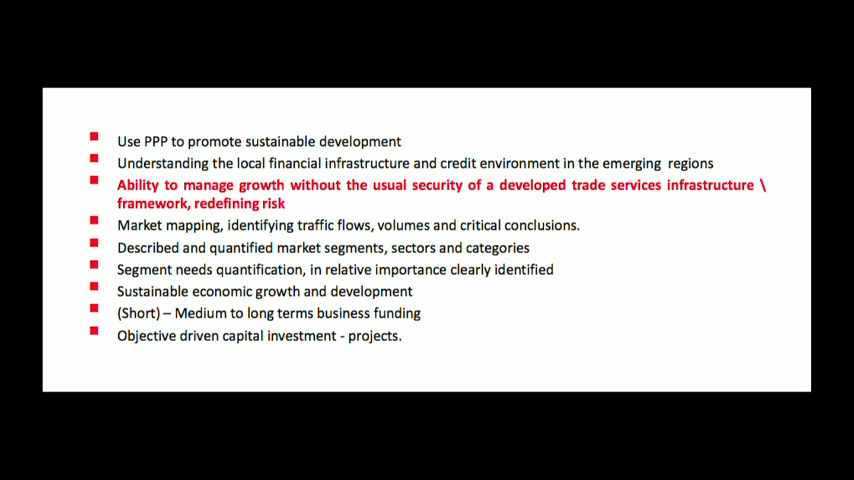 Use PPP to promote sustainable development
Understanding the local financial infrastructure and credit environment in the emerging regions
Ability to manage growth without the usual security of a developed trade services infrastructure \
framework, redefining risk
Market mapping, identifying traffic flows, volumes and critical conclusions.
Described and quantified market segments, sectors and categories
Segment needs quantification, in relative importance clearly identified
Sustainable economic growth and development
(Short) – Medium to long terms business funding
Objective driven capital investment - projects.